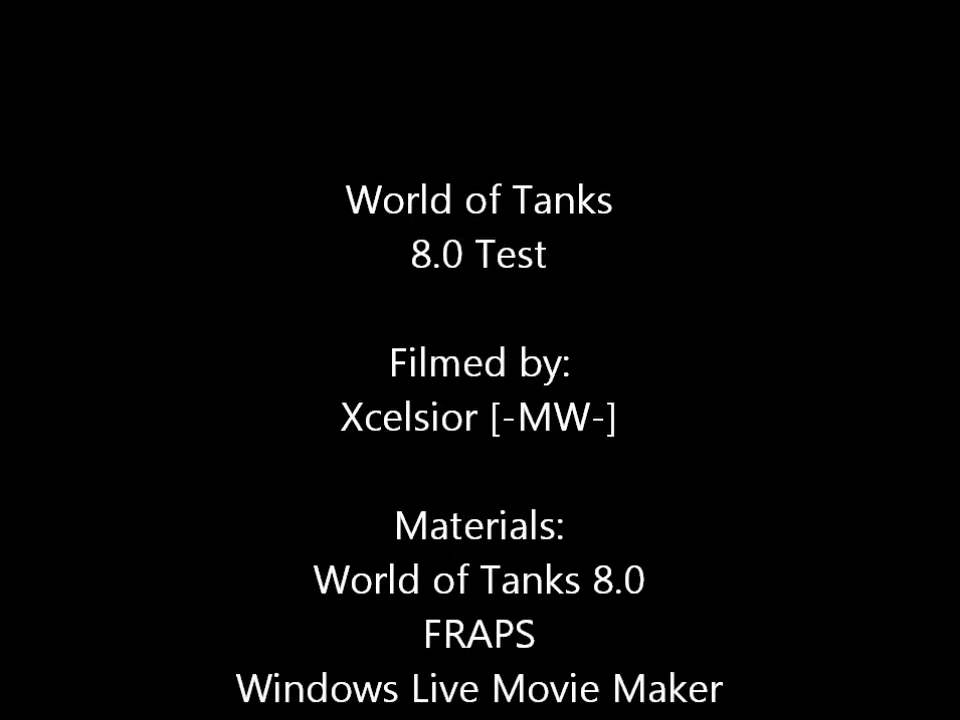 World of Tanks
8.0 Test
Filmed by:
Xcelsior [-MW-]
Materials:
World of Tanks 8.0
FRAPS
Windows Live Movie Maker